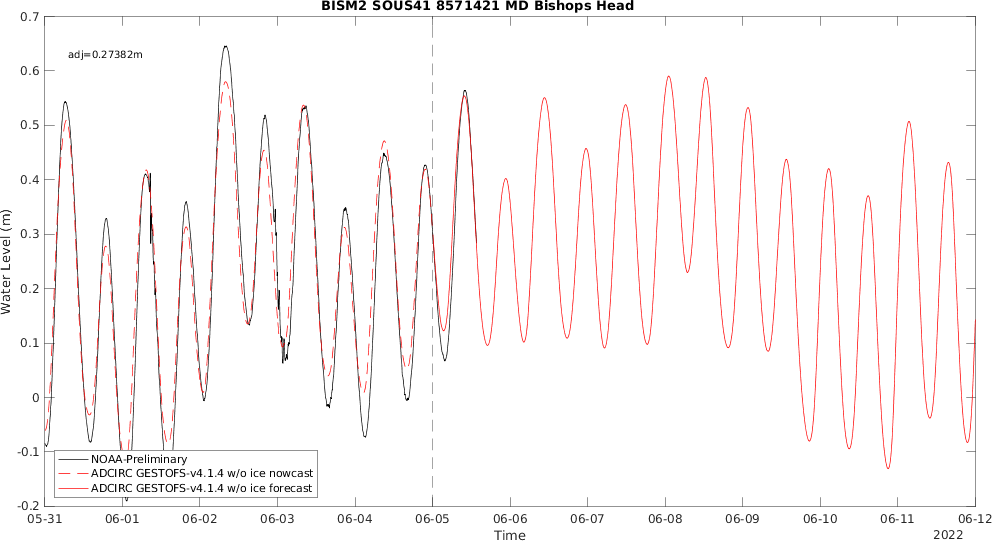 BISM2 SOUS41 8571421 MD Bishops Head
adj=0.27382m
0.7
0.6
0.5
0.4
0.3
0.2
0.1
0
-0.1
-0.2
Water Level (m)
NOAA-Preliminary
ADCIRC GESTOFS-v4.1.4 w/o ice nowcast
ADCIRC GESTOFS-v4.1.4 w/o ice forecast
05-31 06-01 06-02 06-03 06-04 06-05 06-06 06-07 06-08 06-09 06-10 06-11 06-12
Time
2022